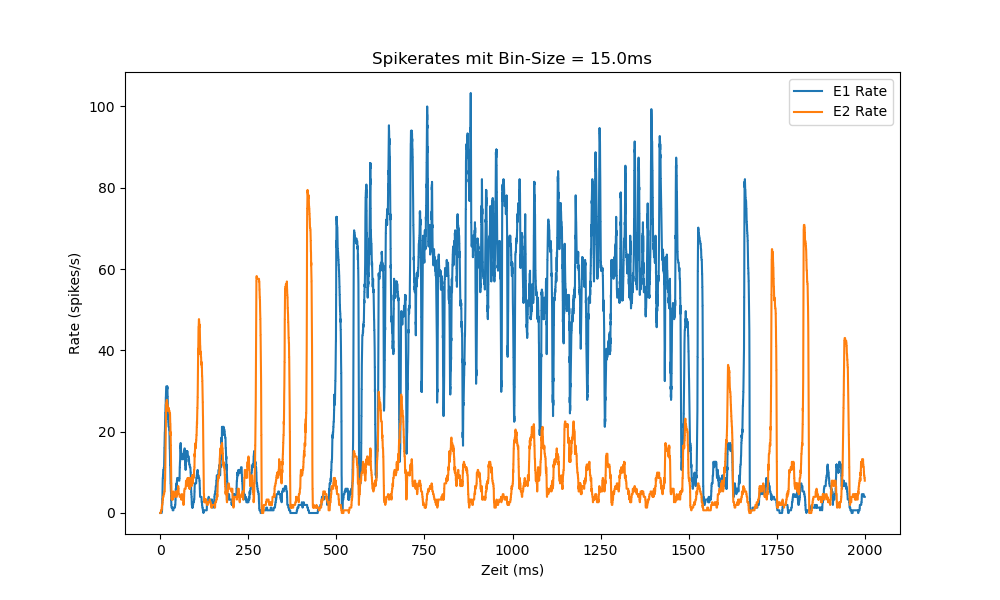 Spikerates mit Bin-Size = 15.0ms
E1 Rate
E2 Rate
Rate (spikes/s)
100
80
60
40
20
0
0 250 500 750 1000 1250 1500 1750 2000
Zeit (ms)